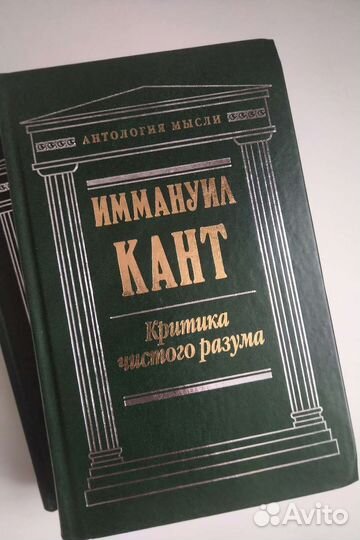 АНТОЛОГИЯ МЫСЛИ
ИММАНУИЛ
КАНТ
Критика
чистого разума
Avito